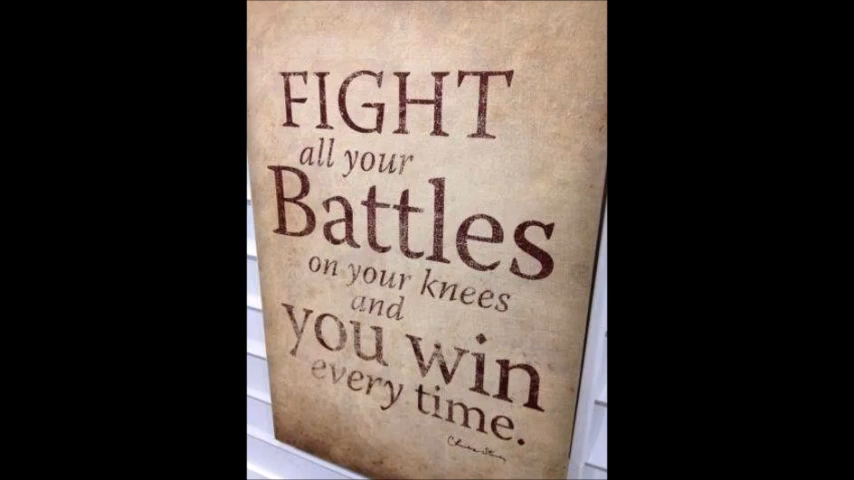 FIGHT
all your
Battles
on your knees
and
you win
every time.